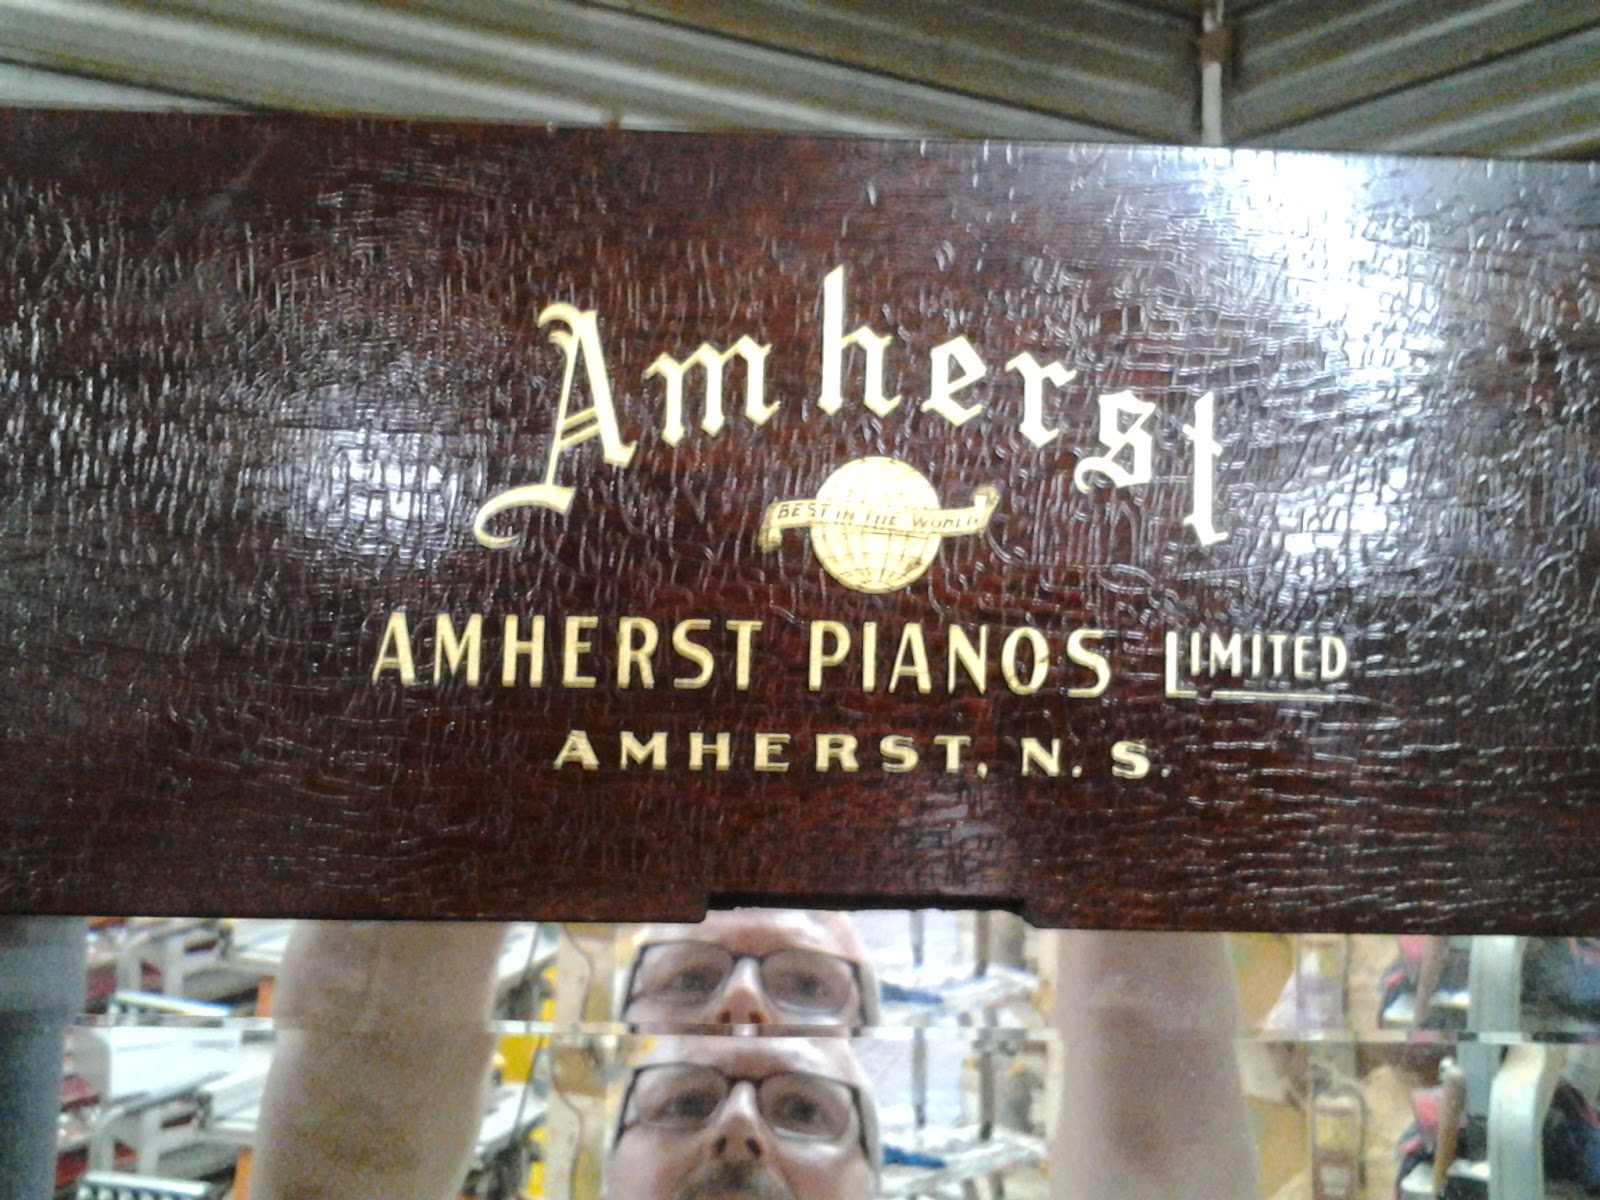 Amherst
BEST IN THE WORLD
AMHERST PIANOS LIMITED
AMHERST, N. S.